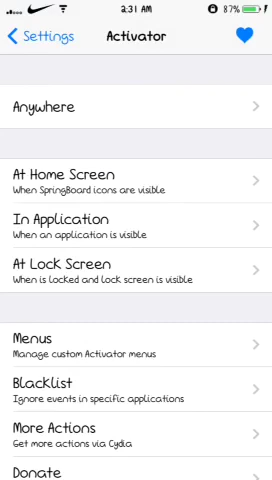 2:31 AM
87%
Settings
Activator
Anywhere
At Home Screen
When SpringBoard icons are visible
In Application
When an application is visible
At Lock Screen
When is locked and lock screen is visible
Menus
Manage custom Activator menus
Blacklist
Ignore events in specific applications
More Actions
Get more actions via Cydia
Donate